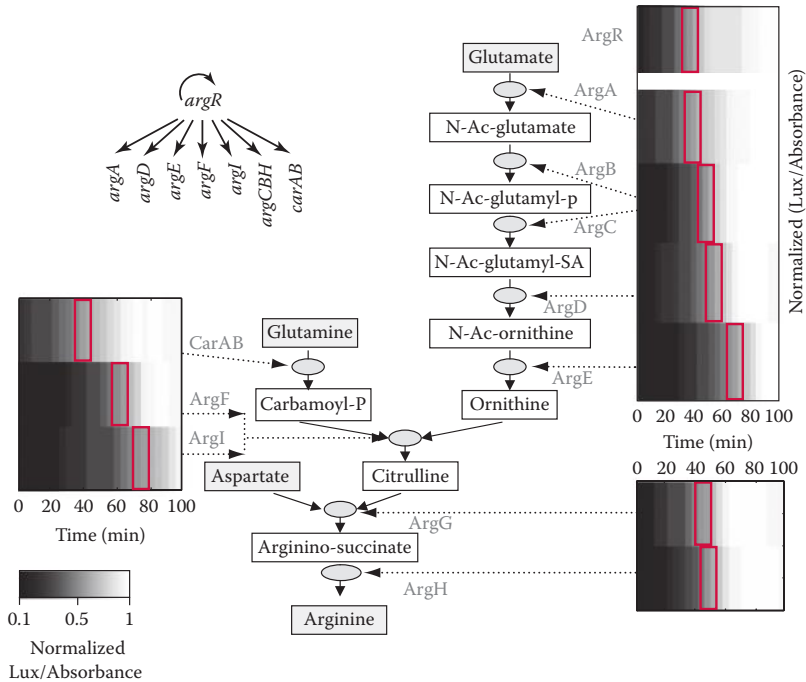 argR
argA
argD
argE
argF
argI
argCBH
carAB
Glutamate
N-Ac-glutamate
N-Ac-glutamyl-p
N-Ac-glutamyl-SA
N-Ac-ornithine
Ornithine
ArgR
ArgA
ArgB
ArgC
ArgD
ArgE
Normalized (Lux/Absorbance)
0 20 40 60 80 100
Time (min)
CarAB
ArgF
ArgI
0 20 40 60 80 100
Time (min)
Glutamine
Carbamoyl-P
Citrulline
Aspartate
Arginino-succinate
Arginine
ArgG
ArgH
0 20 40 60 80 100
0.1 0.5 1
Normalized
Lux/Absorbance